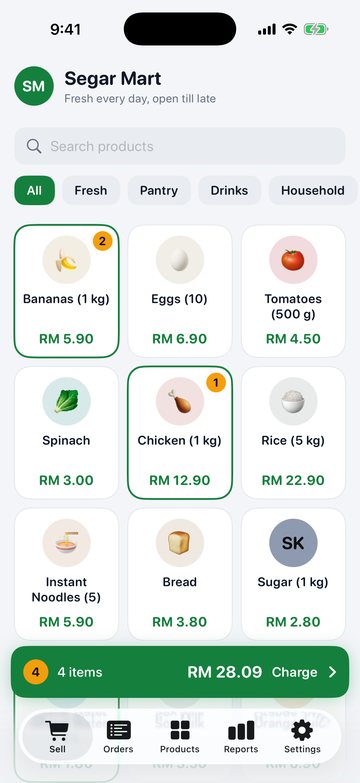 9:41
SM
Segar Mart
Fresh every day, open till late
Search products
All Fresh Pantry Drinks Household
2
Bananas (1 kg) Eggs (10) Tomatoes (500 g)
RM 5.90 RM 6.90 RM 4.50
1
Spinach Chicken (1 kg) Rice (5 kg)
RM 3.00 RM 12.90 RM 22.90
SK
Instant Noodles (5) Bread Sugar (1 kg)
RM 5.90 RM 3.80 RM 2.80
4 4 items RM 28.09 Charge
Sell Orders Products Reports Settings